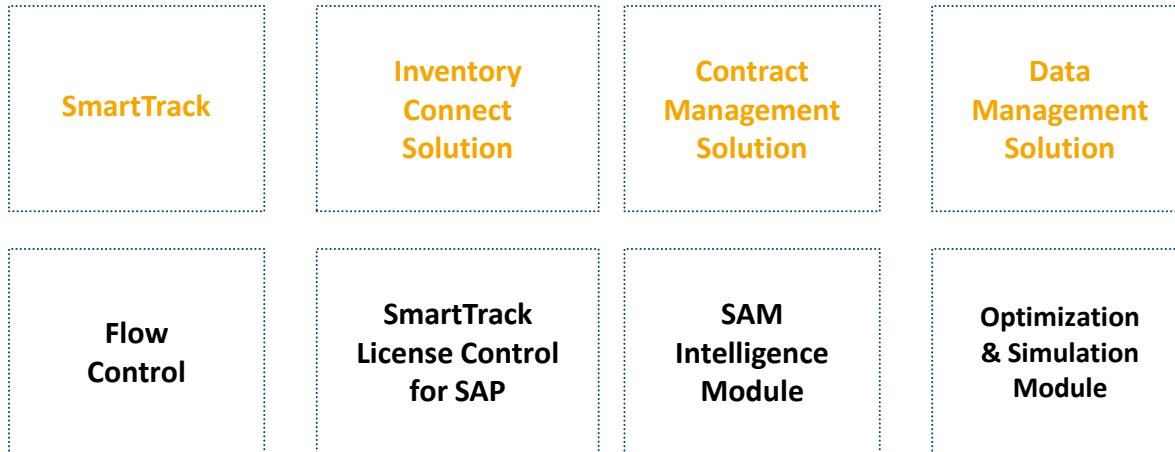 SmartTrack
Inventory
Connect
Solution
Contract
Management
Solution
Data
Management
Solution
Flow
Control
SmartTrack
License Control
for SAP
SAM
Intelligence
Module
Optimization
& Simulation
Module